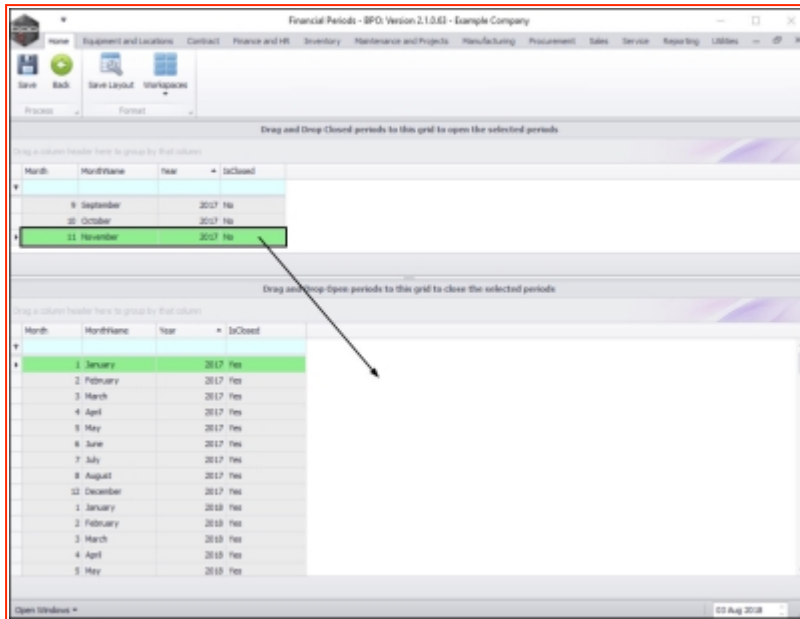 Financial Periods - BPO: Version 2.1.0.63 - Example Company
Home Equipment and Locations Contract Finance and HR Inventory Maintenance and Projects Manufacturing Procurement Sales Service Reporting Utilities
Save Back Save Layout Workspaces
Process Format
Drag and Drop Closed periods to this grid to open the selected periods
Drag a column header here to group by that column
Month MonthName Year IsClosed
9 September 2017 No
10 October 2017 No
11 November 2017 No
Drag and Drop Open periods to this grid to close the selected periods
Drag a column header here to group by that column
Month MonthName Year IsClosed
1 January 2017 Yes
2 February 2017 Yes
3 March 2017 Yes
4 April 2017 Yes
5 May 2017 Yes
6 June 2017 Yes
7 July 2017 Yes
8 August 2017 Yes
12 December 2017 Yes
1 January 2018 Yes
2 February 2018 Yes
3 March 2018 Yes
4 April 2018 Yes
5 May 2018 Yes
Open Windows 03 Aug 2018